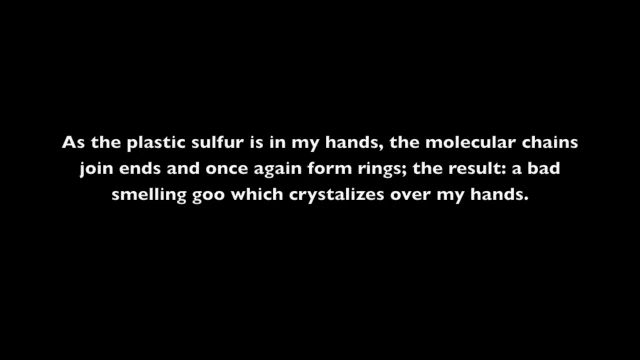 As the plastic sulfur is in my hands, the molecular chains
join ends and once again form rings; the result: a bad
smelling goo which crystalizes over my hands.